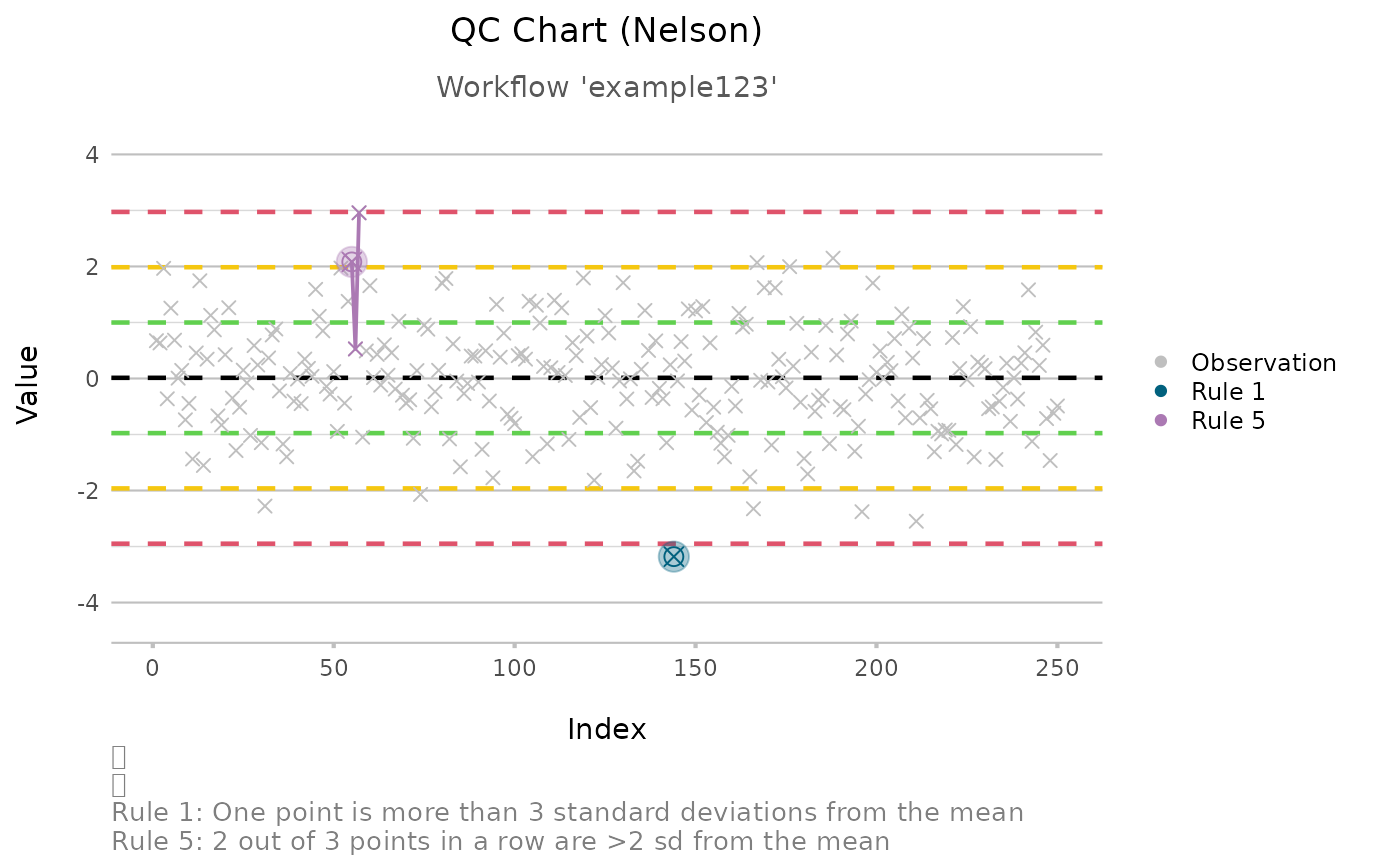 QC Chart (Nelson)
Workflow 'example123'
Value
4
2
0
-2
-4
0 50 100 150 200 250
Index
Observation
Rule 1
Rule 5
Rule 1: One point is more than 3 standard deviations from the mean
Rule 5: 2 out of 3 points in a row are >2 sd from the mean